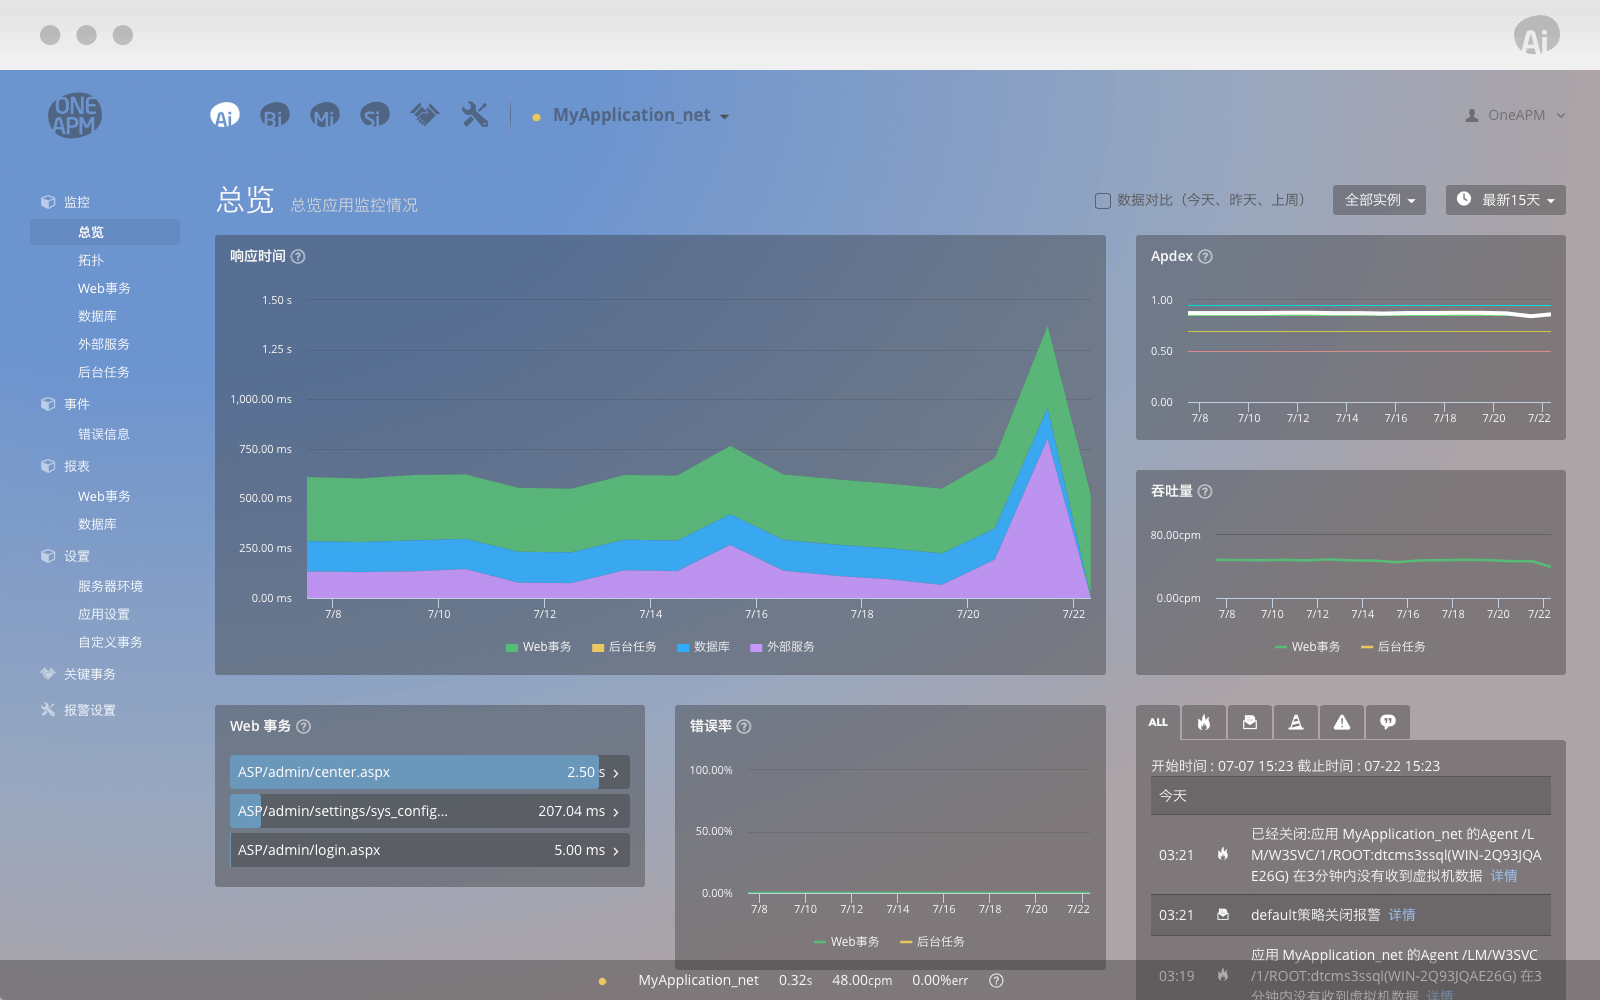 Ai
ONE
APM
Ai
Bi
Mi
Si
MyApplication_net
OneAPM
监控
总览
拓扑
Web事务
数据库
外部服务
后台任务
事件
错误信息
报表
Web事务
数据库
设置
服务器环境
应用设置
自定义事务
关键事务
报警设置
总览 总览应用监控情况
数据对比（今天、昨天、上周）
全部实例
最新15天
响应时间 ?
1.50 s
1.25 s
1,000.00 ms
750.00 ms
500.00 ms
250.00 ms
0.00 ms
7/8 7/10 7/12 7/14 7/16 7/18 7/20 7/22
Web事务 后台任务 数据库 外部服务
Apdex ?
1.00
0.50
0.00
7/8 7/10 7/12 7/14 7/16 7/18 7/20 7/22
吞吐量 ?
80.00cpm
0.00cpm
7/8 7/10 7/12 7/14 7/16 7/18 7/20 7/22
Web事务 后台任务
Web 事务 ?
ASP/admin/center.aspx 2.50 s
ASP/admin/settings/sys_config... 207.04 ms
ASP/admin/login.aspx 5.00 ms
错误率 ?
100.00%
50.00%
0.00%
7/8 7/10 7/12 7/14 7/16 7/18 7/20 7/22
Web事务 后台任务
ALL
开始时间 : 07-07 15:23 截止时间 : 07-22 15:23
今天
03:21
已经关闭:应用 MyApplication_net 的Agent /L
M/W3SVC/1/ROOT:dtcms3ssql(WIN-2Q93JQA
E26G) 在3分钟内没有收到虚拟机数据 详情
03:21 default策略关闭报警 详情
03:19
应用 MyApplication_net 的Agent /LM/W3SVC
/1/ROOT:dtcms3ssql(WIN-2Q93JQAE26G) 在3
分钟内没有收到虚拟机数据 详情
MyApplication_net 0.32s 48.00cpm 0.00%err ?